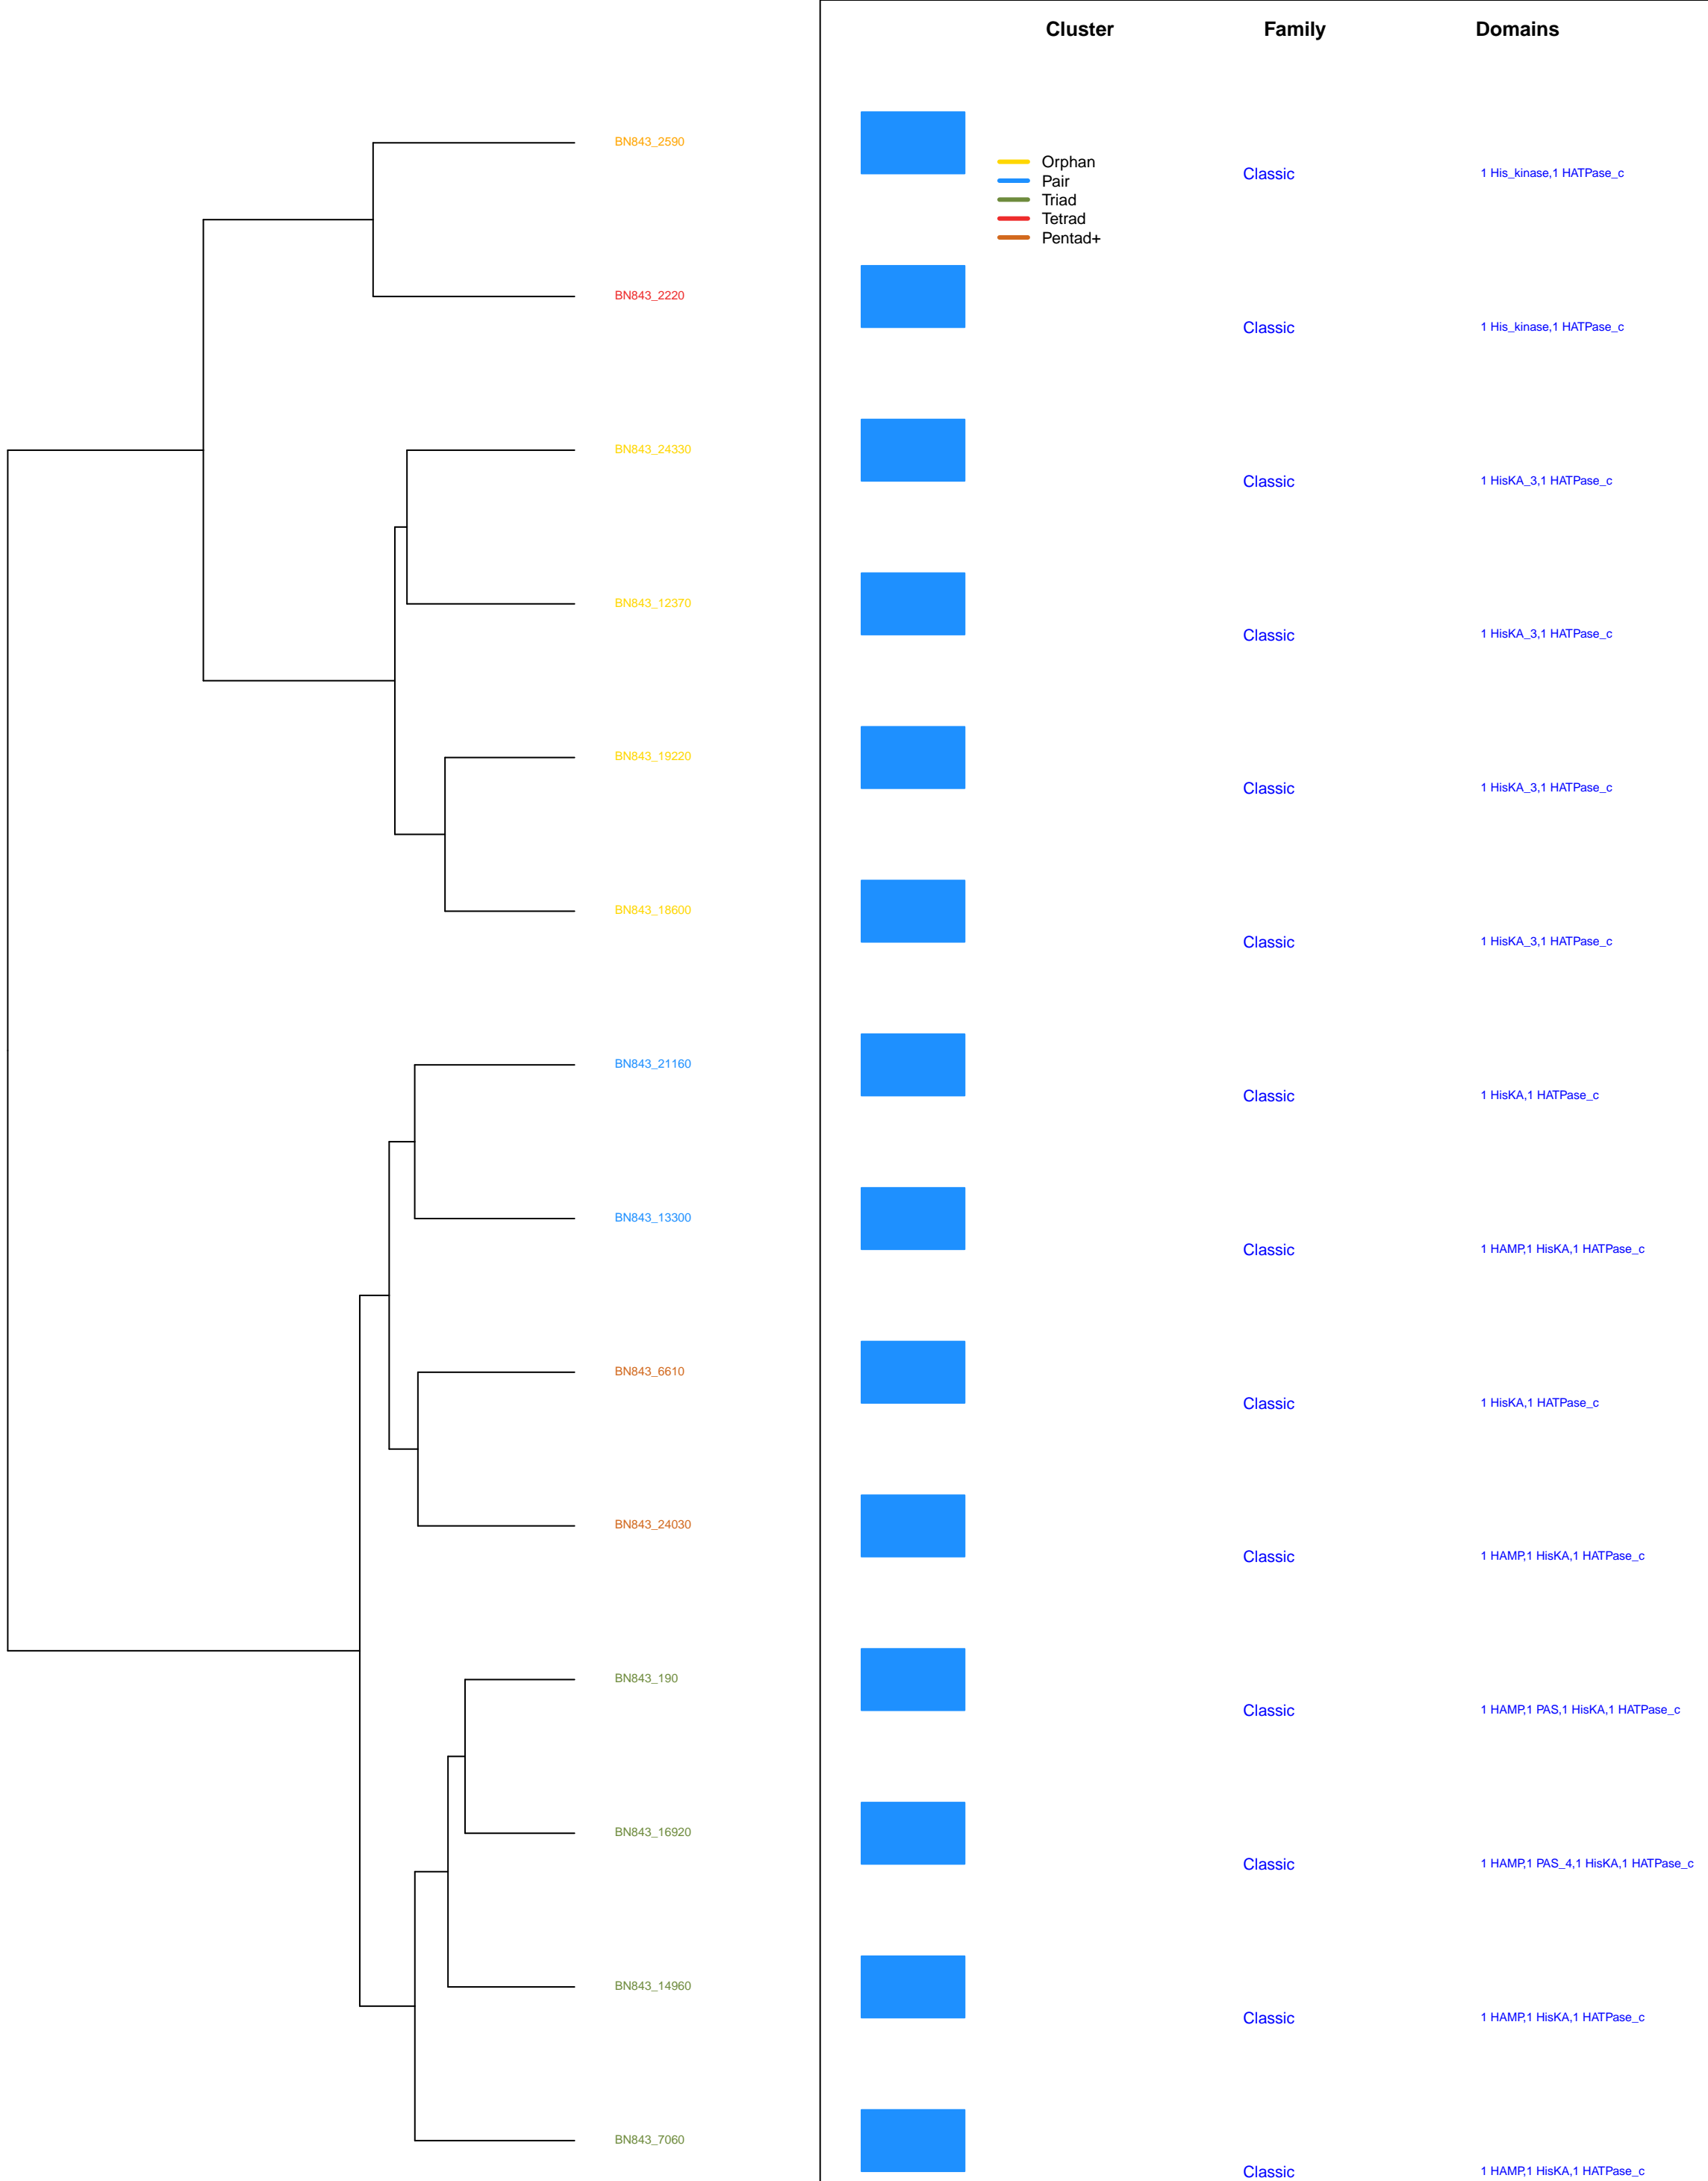 Cluster Family Domains
BN843_2590
Orphan
Pair
Triad
Tetrad
Pentad+
Classic 1 His_kinase,1 HATPase_c
BN843_2220
Classic 1 His_kinase,1 HATPase_c
BN843_24330
Classic 1 HisKA_3,1 HATPase_c
BN843_12370
Classic 1 HisKA_3,1 HATPase_c
BN843_19220
Classic 1 HisKA_3,1 HATPase_c
BN843_18600
Classic 1 HisKA_3,1 HATPase_c
BN843_21160
Classic 1 HisKA,1 HATPase_c
BN843_13300
Classic 1 HAMP,1 HisKA,1 HATPase_c
BN843_6610
Classic 1 HisKA,1 HATPase_c
BN843_24030
Classic 1 HAMP,1 HisKA,1 HATPase_c
BN843_190
Classic 1 HAMP,1 PAS,1 HisKA,1 HATPase_c
BN843_16920
Classic 1 HAMP,1 PAS_4,1 HisKA,1 HATPase_c
BN843_14960
Classic 1 HAMP,1 HisKA,1 HATPase_c
BN843_7060
Classic 1 HAMP,1 HisKA,1 HATPase_c